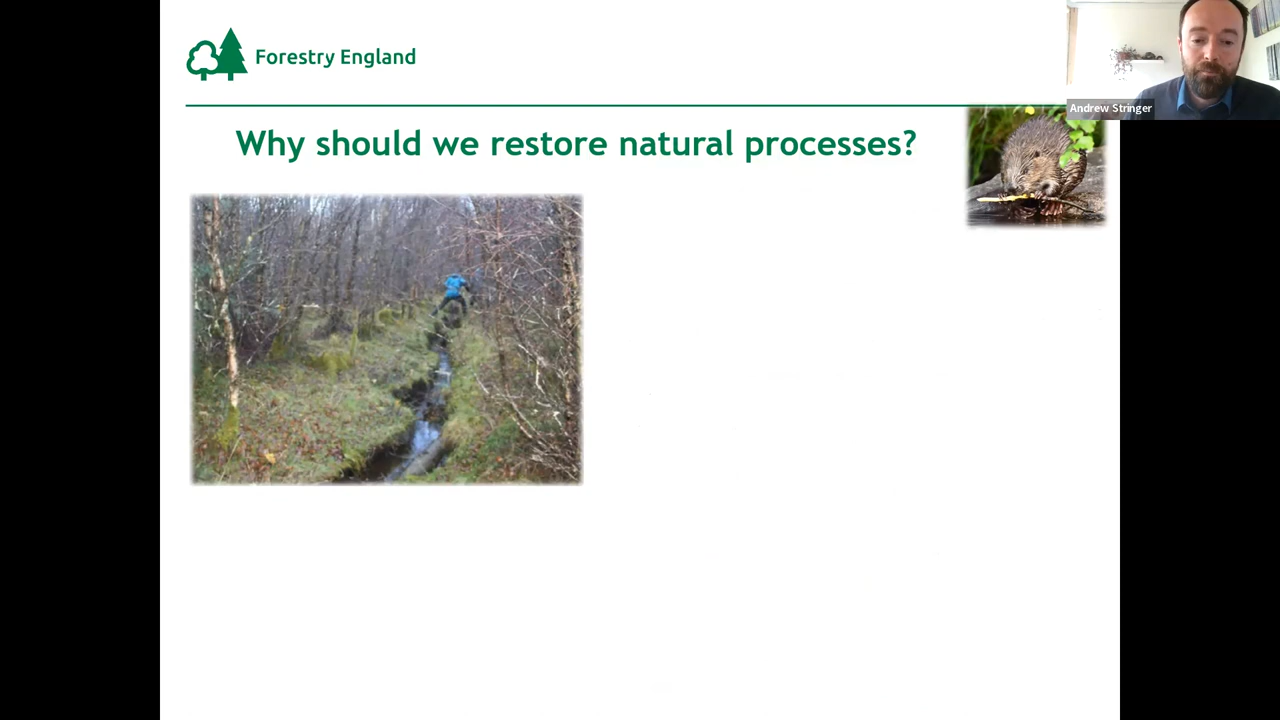 Forestry England
Andrew Stringer
Why should we restore natural processes?